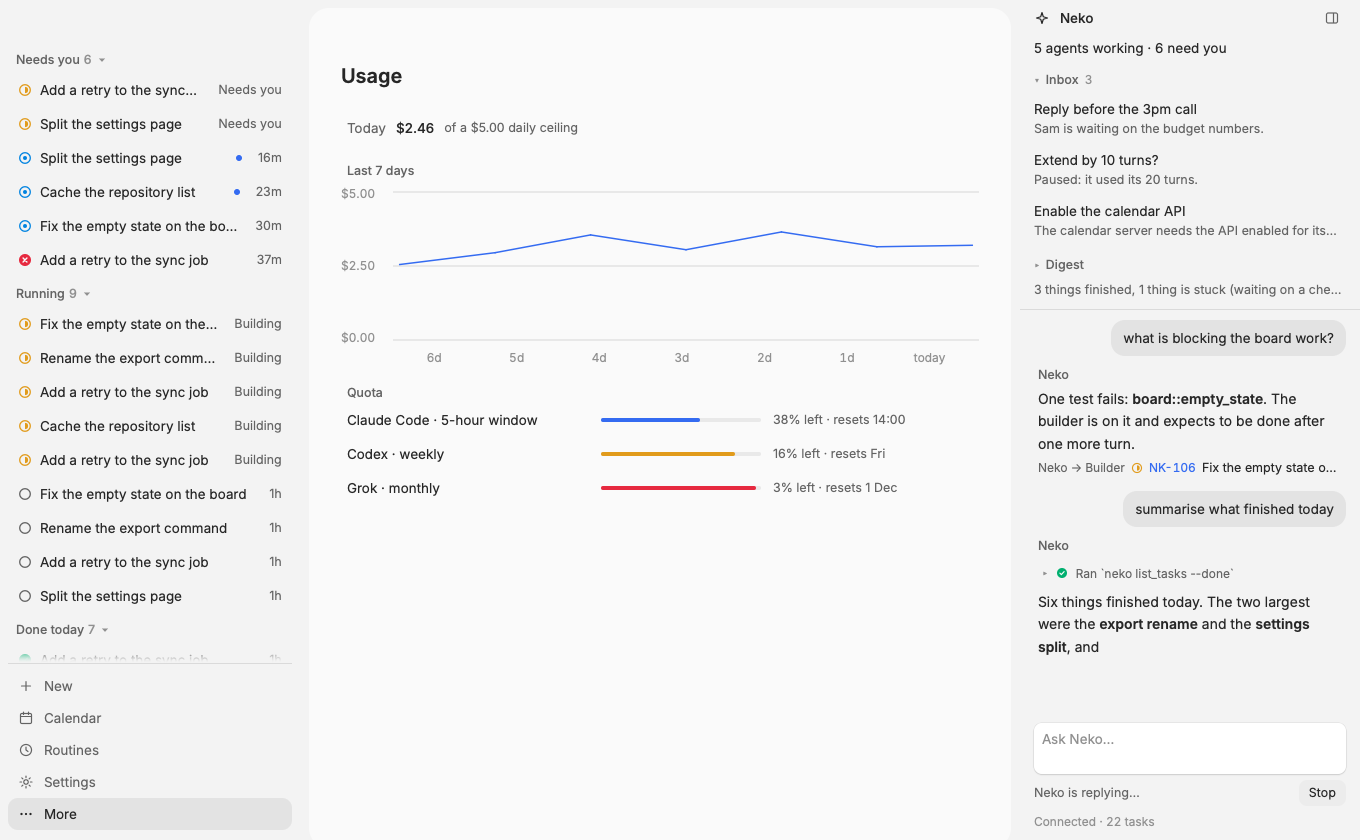 Needs you 6
Add a retry to the sync... Needs you
Split the settings page Needs you
Split the settings page 16m
Cache the repository list 23m
Fix the empty state on the bo... 30m
Add a retry to the sync job 37m
Running 9
Fix the empty state on the... Building
Rename the export comm... Building
Add a retry to the sync job Building
Cache the repository list Building
Add a retry to the sync job Building
Fix the empty state on the board 1h
Rename the export command 1h
Add a retry to the sync job 1h
Split the settings page 1h
Done today 7
Add a retry to the sync job 1h
New
Calendar
Routines
Settings
More
Usage
Today $2.46 of a $5.00 daily ceiling
Last 7 days
$5.00
$2.50
$0.00
6d 5d 4d 3d 2d 1d today
Quota
Claude Code · 5-hour window 38% left · resets 14:00
Codex · weekly 16% left · resets Fri
Grok · monthly 3% left · resets 1 Dec
Neko
5 agents working · 6 need you
Inbox 3
Reply before the 3pm call
Sam is waiting on the budget numbers.
Extend by 10 turns?
Paused: it used its 20 turns.
Enable the calendar API
The calendar server needs the API enabled for its...
Digest
3 things finished, 1 thing is stuck (waiting on a che...
what is blocking the board work?
Neko
One test fails: board::empty_state. The
builder is on it and expects to be done after
one more turn.
Neko → Builder NK-106 Fix the empty state o...
summarise what finished today
Neko
Ran `neko list_tasks --done`
Six things finished today. The two largest
were the export rename and the settings
split, and
Ask Neko...
Neko is replying... Stop
Connected · 22 tasks